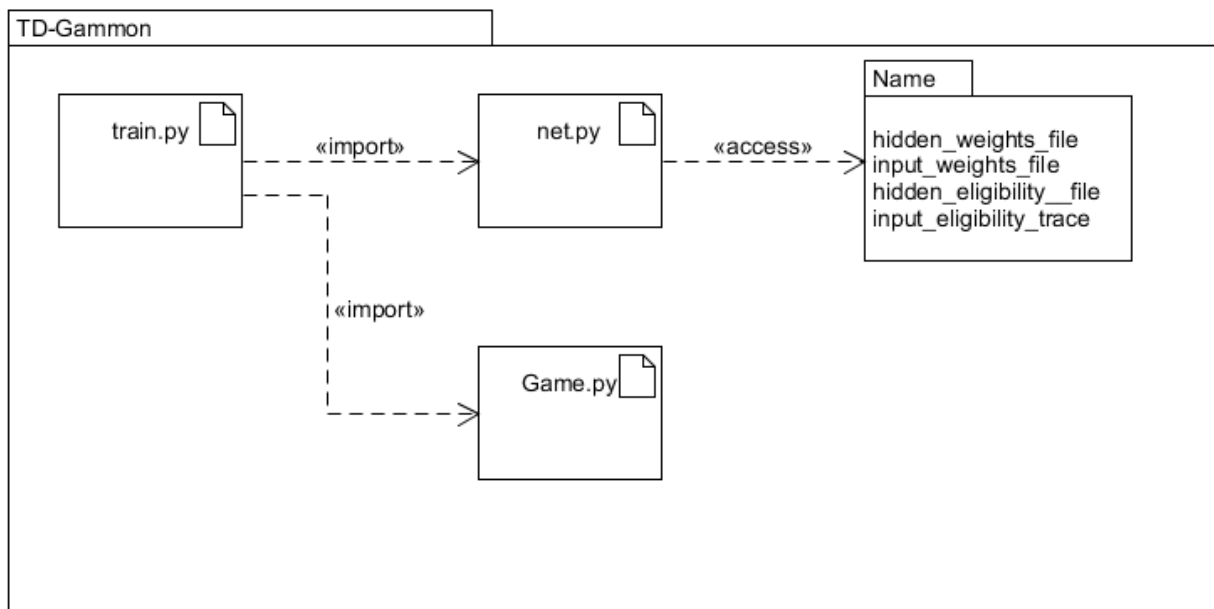 TD-Gammon
train.py
«import»
net.py
«access»
Name
hidden_weights_file
input_weights_file
hidden_eligibility__file
input_eligibility_trace
«import»
Game.py